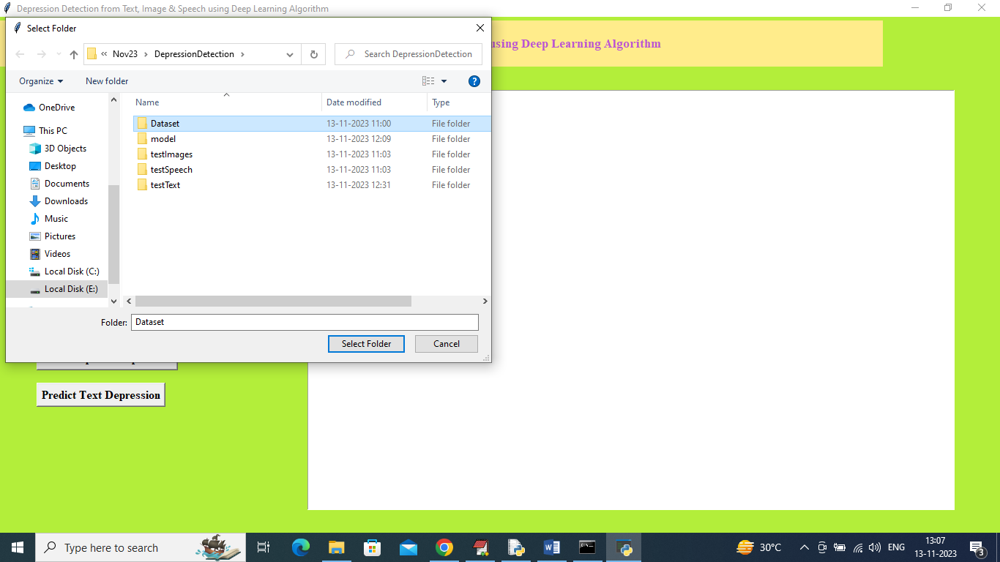 Depression Detection from Text, Image & Speech using Deep Learning Algorithm
Select Folder
using Deep Learning Algorithm
« Nov23 › DepressionDetection ›
Search DepressionDetection
Organize
New folder
Name Date modified Type
OneDrive
This PC
3D Objects
Desktop
Documents
Downloads
Music
Pictures
Videos
Local Disk (C:)
Local Disk (E:)
Dataset 13-11-2023 11:00 File folder
model 13-11-2023 12:09 File folder
testImages 13-11-2023 11:03 File folder
testSpeech 13-11-2023 11:03 File folder
testText 13-11-2023 12:31 File folder
Folder: Dataset
Select Folder Cancel
Predict Text Depression
Type here to search
30°C
ENG
13:07
13-11-2023
3